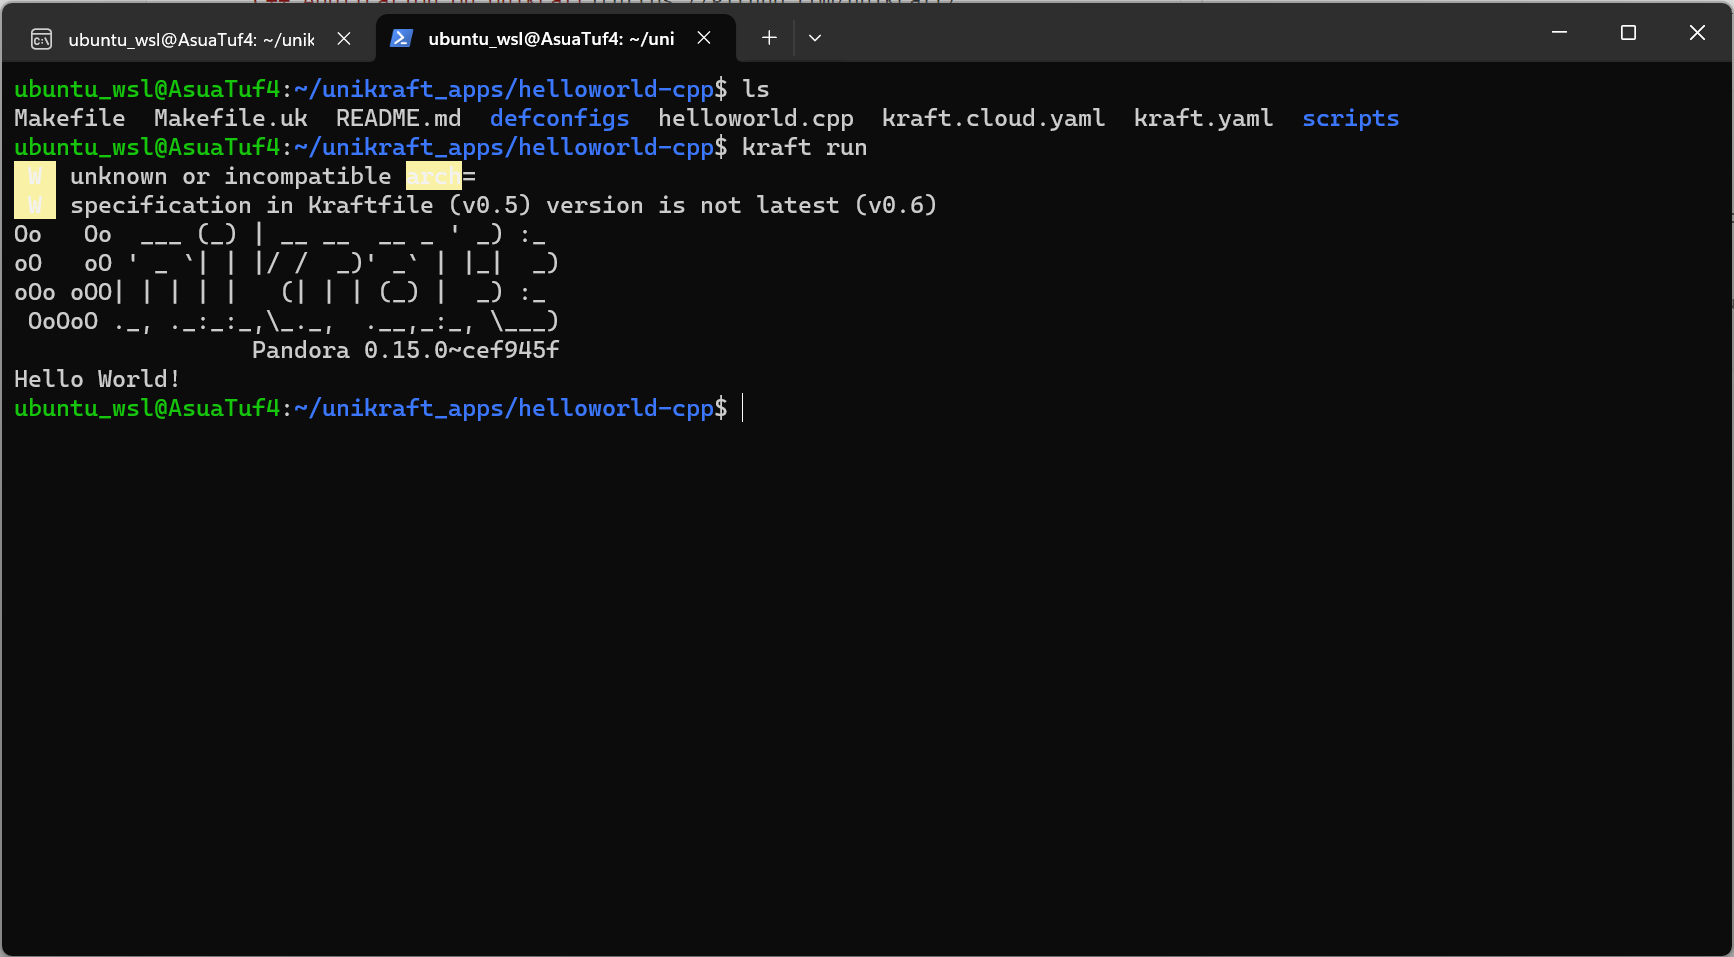 ubuntu_wsl@AsuaTuf4: ~/unik
ubuntu_wsl@AsuaTuf4: ~/uni
ubuntu_wsl@AsuaTuf4:~/unikraft_apps/helloworld-cpp$ ls
Makefile  Makefile.uk  README.md  defconfigs  helloworld.cpp  kraft.cloud.yaml  kraft.yaml  scripts
ubuntu_wsl@AsuaTuf4:~/unikraft_apps/helloworld-cpp$ kraft run
 W  unknown or incompatible arch=
 W  specification in Kraftfile (v0.5) version is not latest (v0.6)
Oo   Oo  ___ (_) | __ __  __ _ ' _) :_
oO   oO ' _ `| | |/ /  _)' _` | |_|  _)
oOo oOO| | | | |   (| | | (_) |  _) :_
 OoOoO ._, ._:_:_,\_._,  .__,_:_, \___)
                 Pandora 0.15.0~cef945f
Hello World!
ubuntu_wsl@AsuaTuf4:~/unikraft_apps/helloworld-cpp$